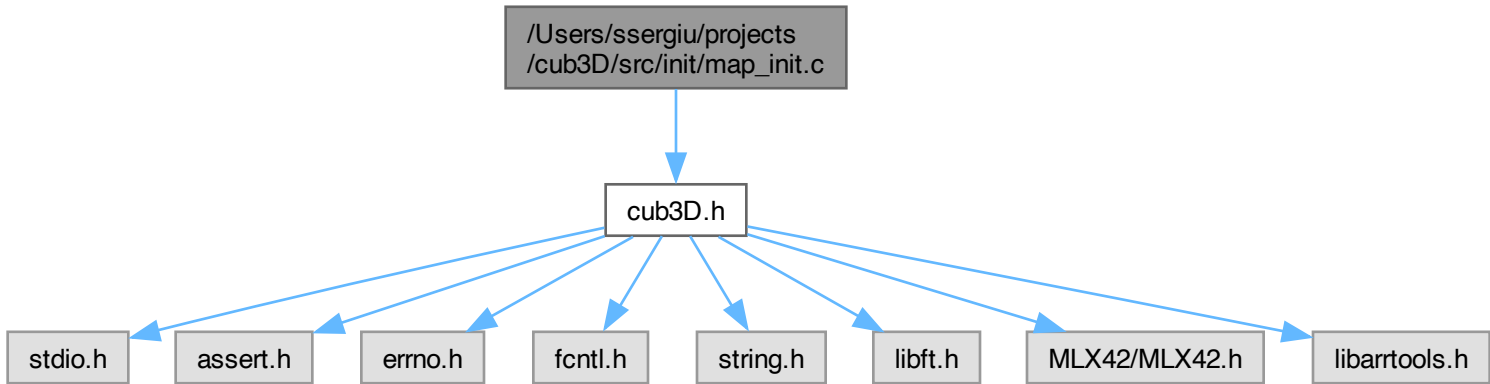 /Users/ssergiu/projects
/cub3D/src/init/map_init.c
cub3D.h
stdio.h
assert.h
errno.h
fcntl.h
string.h
libft.h
MLX42/MLX42.h
libarrtools.h